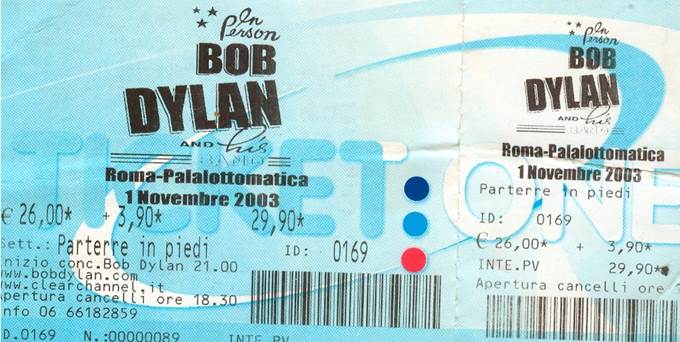 In
Person
BOB
DYLAN
AND his
BAND
Roma-Palalottomatica
1 Novembre 2003
€ 26,00* + 3,90* 29,90*
Sett.: Parterre in piedi ID: 0169
nizio conc.Bob Dylan 21.00
www.bobdylan.com
www.clearchannel.it
apertura cancelli ore 18.30
nfo 06 66182859
D.0169 N.:00000089 INTE.PV
TICKETONE
In
Person
BOB
DYLAN
AND his
BAND
Roma-Palalottomatica
1 Novembre 2003
Parterre in piedi
ID: 0169
€ 26,00* + 3,90*
INTE.PV 29,90*
Apertura cancelli ore